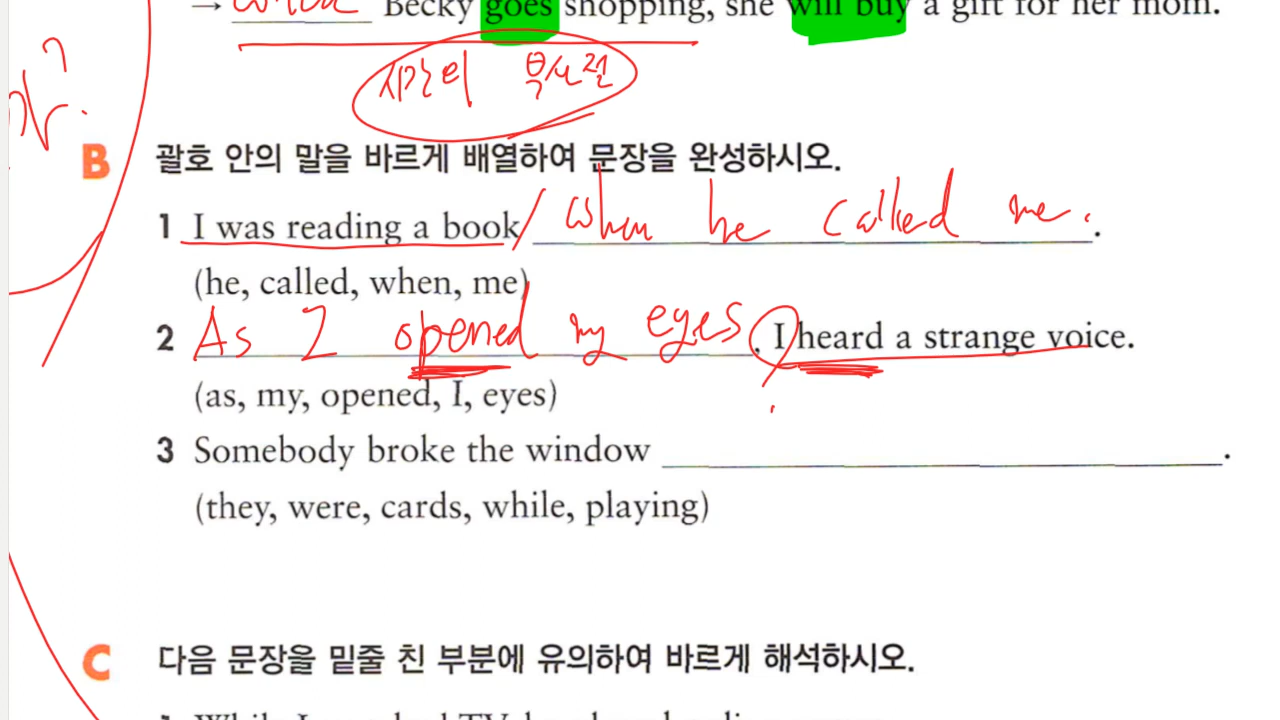 → when Becky goes shopping, she will buy a gift for her mom.
시간의 부사절
B 괄호 안의 말을 바르게 배열하여 문장을 완성하시오.
1 I was reading a book / when he called me.
(he, called, when, me)
2 As I opened my eyes, I heard a strange voice.
(as, my, opened, I, eyes)
3 Somebody broke the window ____________.
(they, were, cards, while, playing)
C 다음 문장을 밑줄 친 부분에 유의하여 바르게 해석하시오.